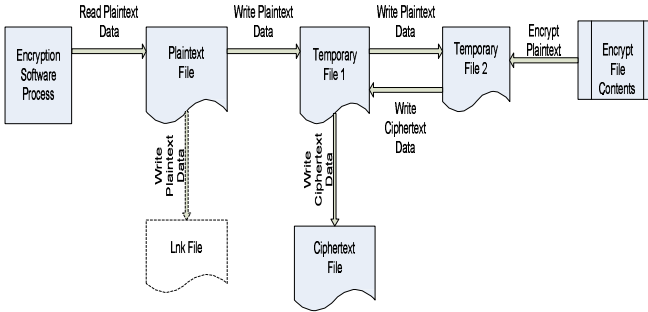 Read Plaintext
Data
Write Plaintext
Data
Write Plaintext
Data
Encrypt
Plaintext
Encryption
Software
Process
Plaintext
File
Temporary
File 1
Temporary
File 2
Encrypt
File
Contents
Write
Ciphertext
Data
Write
Plaintext
Data
Write
Ciphertext
Data
Lnk File
Ciphertext
File